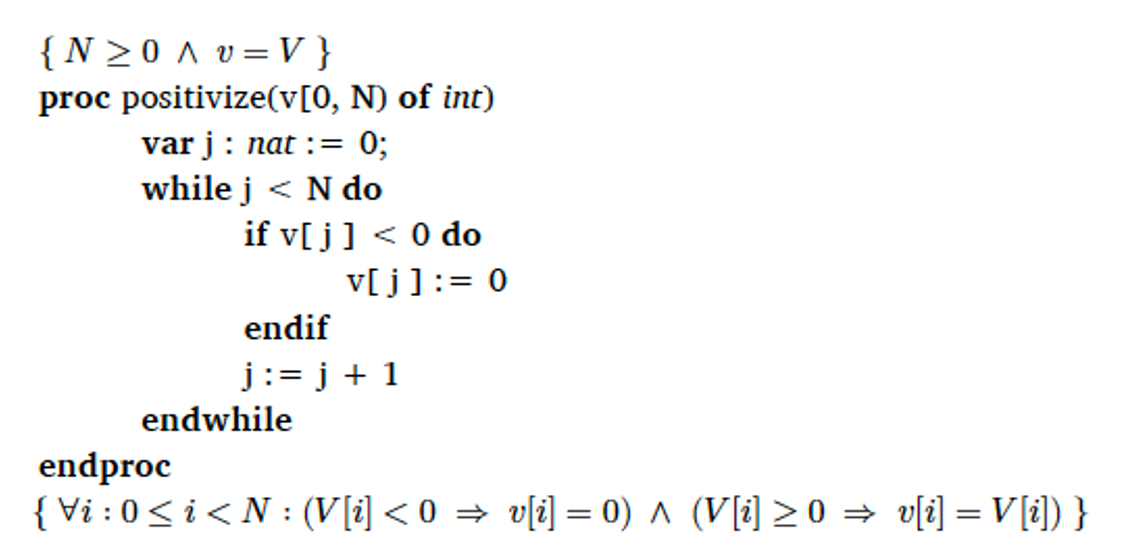 { N ≥ 0 ∧ v = V }
proc positivize(v[0, N) of int)
var j : nat := 0;
while j < N do
if v[ j ] < 0 do
v[ j ] := 0
endif
j := j + 1
endwhile
endproc
{ ∀i : 0 ≤ i < N : (V[i] < 0 ⇒ v[i] = 0) ∧ (V[i] ≥ 0 ⇒ v[i] = V[i]) }